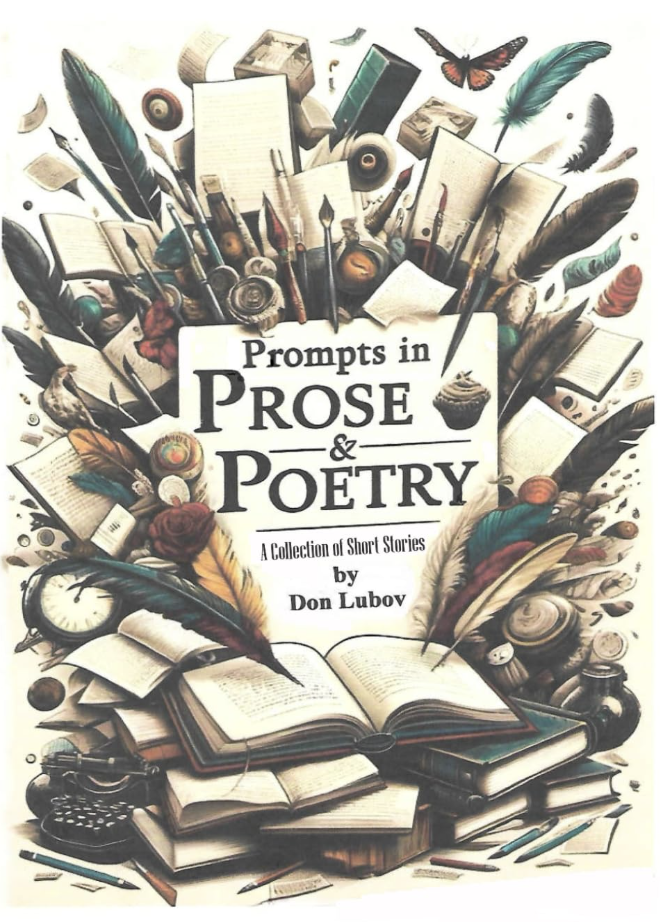 Prompts in
PROSE
&
POETRY
A Collection of Short Stories
by
Don Lubov